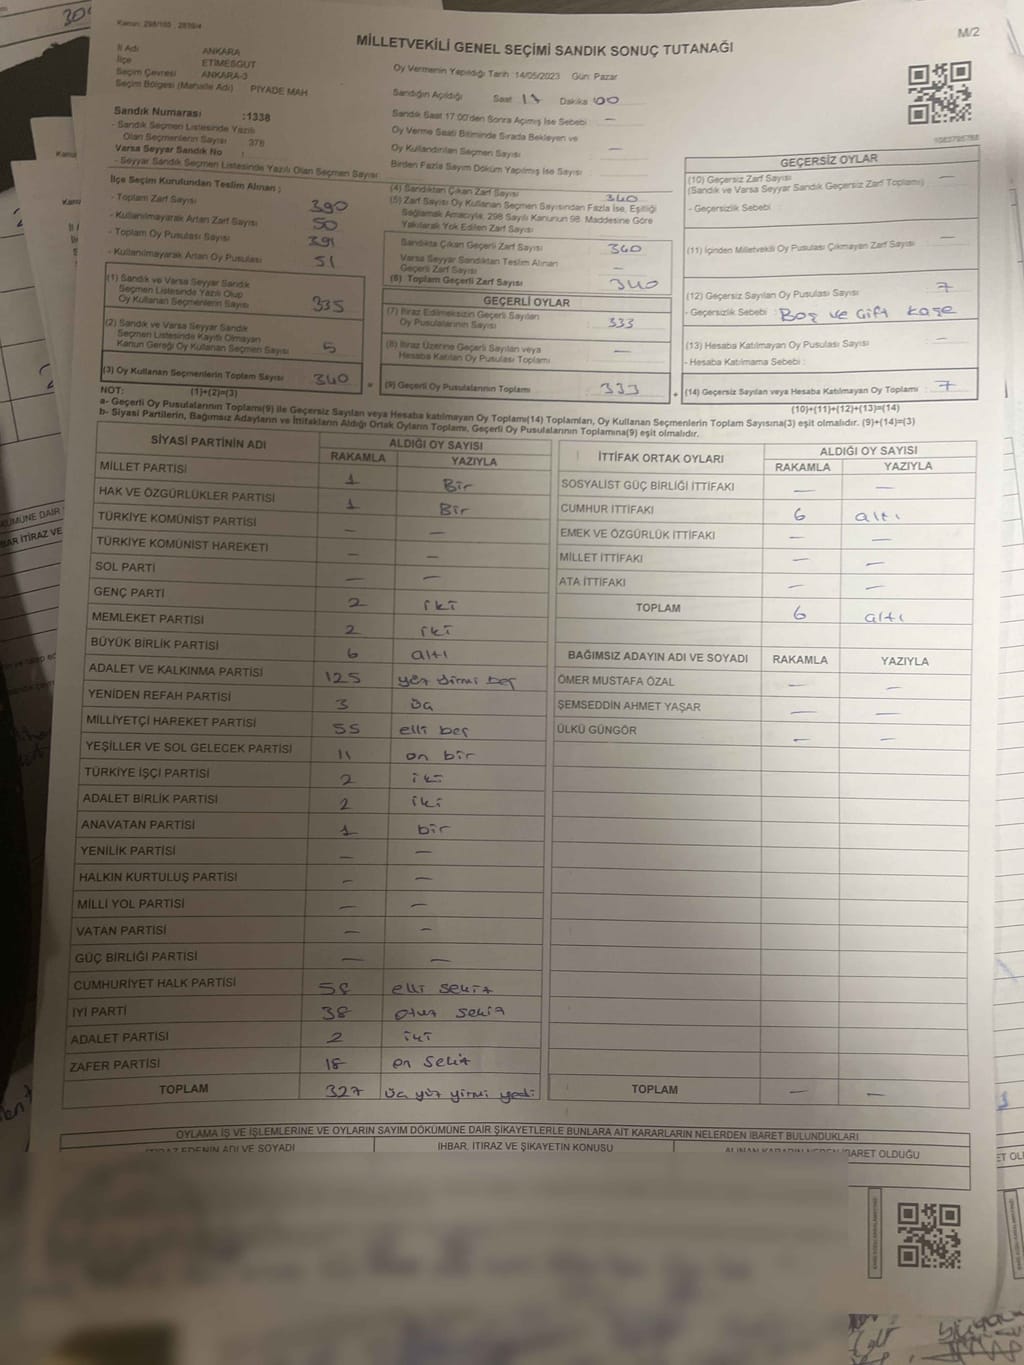 Kanun: 298/105 , 2839/4
M/2
MİLLETVEKİLİ GENEL SEÇİMİ SANDIK SONUÇ TUTANAĞI
İl Adı ANKARA
İlçe ETİMESGUT
Seçim Çevresi ANKARA-3
Seçim Bölgesi (Mahalle Adı) PİYADE MAH
Oy Vermenin Yapıldığı Tarih :14/05/2023 Gün: Pazar
Sandığın Açıldığı Saat 17 Dakika 00
Sandık Saat 17:00'den Sonra Açımış İse Sebebi : —
Oy Verme Saati Bitiminde Sırada Bekleyen ve
Oy Kullandırılan Seçmen Sayısı —
Birden Fazla Sayım Döküm Yapılmış İse Sayısı :
Sandık Numarası :1338
- Sandık Seçmen Listesinde Yazılı
Olan Seçmenlerin Sayısı : 378
Varsa Seyyar Sandık No :
- Seyyar Sandık Seçmen Listesinde Yazılı Olan Seçmen Sayısı :
İlçe Seçim Kurulundan Teslim Alınan ;
- Toplam Zarf Sayısı 390
- Kullanılmayarak Artan Zarf Sayısı 50
- Toplam Oy Pusulası Sayısı 391
- Kullanılmayarak Artan Oy Pusulası 51
(1) Sandık ve Varsa Seyyar Sandık
Seçmen Listesinde Yazılı Olup
Oy Kullanan Seçmenlerin Sayısı 335
(2) Sandık ve Varsa Seyyar Sandık
Seçmen Listesinde Kayıtlı Olmayan
Kanun Gereği Oy Kullanan Seçmen Sayısı 5
(3) Oy Kullanan Seçmenlerin Toplam Sayısı 340
(1)+(2)=(3)
(4) Sandıktan Çıkan Zarf Sayısı 340
(5) Zarf Sayısı Oy Kullanan Seçmen Sayısından Fazla İse, Eşitliği
Sağlamak Amacıyla, 298 Sayılı Kanunun 98. Maddesine Göre
Yakılarak Yok Edilen Zarf Sayısı
Sandıkta Çıkan Geçerli Zarf Sayısı 340
Varsa Seyyar Sandıktan Teslim Alınan
Geçerli Zarf Sayısı —
(6) Toplam Geçerli Zarf Sayısı 340
GEÇERLİ OYLAR
(7) İtiraz Edilmeksizin Geçerli Sayılan
Oy Pusulalarının Sayısı 333
(8) İtiraz Üzerine Geçerli Sayılan veya
Hesaba Katılan Oy Pusulası Toplamı —
= (9) Geçerli Oy Pusulalarının Toplamı 333
1083795788
GEÇERSİZ OYLAR
(10) Geçersiz Zarf Sayısı —
(Sandık ve Varsa Seyyar Sandık Geçersiz Zarf Toplamı)
- Geçersizlik Sebebi :
(11) İçinden Milletvekili Oy Pusulası Çıkmayan Zarf Sayısı —
(12) Geçersiz Sayılan Oy Pusulası Sayısı 7
- Geçersizlik Sebebi : Boş ve Çift kaşe
(13) Hesaba Katılmayan Oy Pusulası Sayısı —
- Hesaba Katılmama Sebebi :
+ (14) Geçersiz Sayılan veya Hesaba Katılmayan Oy Toplamı : 7
(10)+(11)+(12)+(13)=(14)
NOT:
a- Geçerli Oy Pusulalarının Toplamı(9) ile Geçersiz Sayılan veya Hesaba katılmayan Oy Toplamı(14) Toplamları, Oy Kullanan Seçmenlerin Toplam Sayısına(3) eşit olmalıdır. (9)+(14)=(3)
b- Siyasi Partilerin, Bağımsız Adayların ve İttifakların Aldığı Ortak Oyların Toplamı, Geçerli Oy Pusulalarının Toplamına(9) eşit olmalıdır.
SİYASİ PARTİNİN ADI ALDIĞI OY SAYISI
RAKAMLA YAZIYLA
MİLLET PARTİSİ 1 Bir
HAK VE ÖZGÜRLÜKLER PARTİSİ 1 Bir
TÜRKİYE KOMÜNİST PARTİSİ — —
TÜRKİYE KOMÜNİST HAREKETİ — —
SOL PARTİ — —
GENÇ PARTİ 2 iki
MEMLEKET PARTİSİ 2 iki
BÜYÜK BİRLİK PARTİSİ 6 altı
ADALET VE KALKINMA PARTİSİ 125 yüz yirmi beş
YENİDEN REFAH PARTİSİ 3 üç
MİLLİYETÇİ HAREKET PARTİSİ 55 elli beş
YEŞİLLER VE SOL GELECEK PARTİSİ 11 on bir
TÜRKİYE İŞÇİ PARTİSİ 2 iki
ADALET BİRLİK PARTİSİ 2 iki
ANAVATAN PARTİSİ 1 bir
YENİLİK PARTİSİ — —
HALKIN KURTULUŞ PARTİSİ — —
MİLLİ YOL PARTİSİ — —
VATAN PARTİSİ — —
GÜÇ BİRLİĞİ PARTİSİ — —
CUMHURİYET HALK PARTİSİ 58 elli sekiz
İYİ PARTİ 38 otuz sekiz
ADALET PARTİSİ 2 iki
ZAFER PARTİSİ 18 on sekiz
TOPLAM 327 üç yüz yirmi yedi
İTTİFAK ORTAK OYLARI ALDIĞI OY SAYISI
RAKAMLA YAZIYLA
SOSYALİST GÜÇ BİRLİĞİ İTTİFAKI — —
CUMHUR İTTİFAKI 6 altı
EMEK VE ÖZGÜRLÜK İTTİFAKI — —
MİLLET İTTİFAKI — —
ATA İTTİFAKI — —
TOPLAM 6 altı
BAĞIMSIZ ADAYIN ADI VE SOYADI RAKAMLA YAZIYLA
ÖMER MUSTAFA ÖZAL — —
ŞEMSEDDİN AHMET YAŞAR — —
ÜLKÜ GÜNGÖR — —
TOPLAM — —
OYLAMA İŞ VE İŞLEMLERİNE VE OYLARIN SAYIM DÖKÜMÜNE DAİR ŞİKAYETLERLE BUNLARA AİT KARARLARIN NELERDEN İBARET BULUNDUKLARI
EDENİN ADI VE SOYADI İHBAR, İTİRAZ VE ŞİKAYETİN KONUSU ALINAN KARARIN NEDEN İBARET OLDUĞU